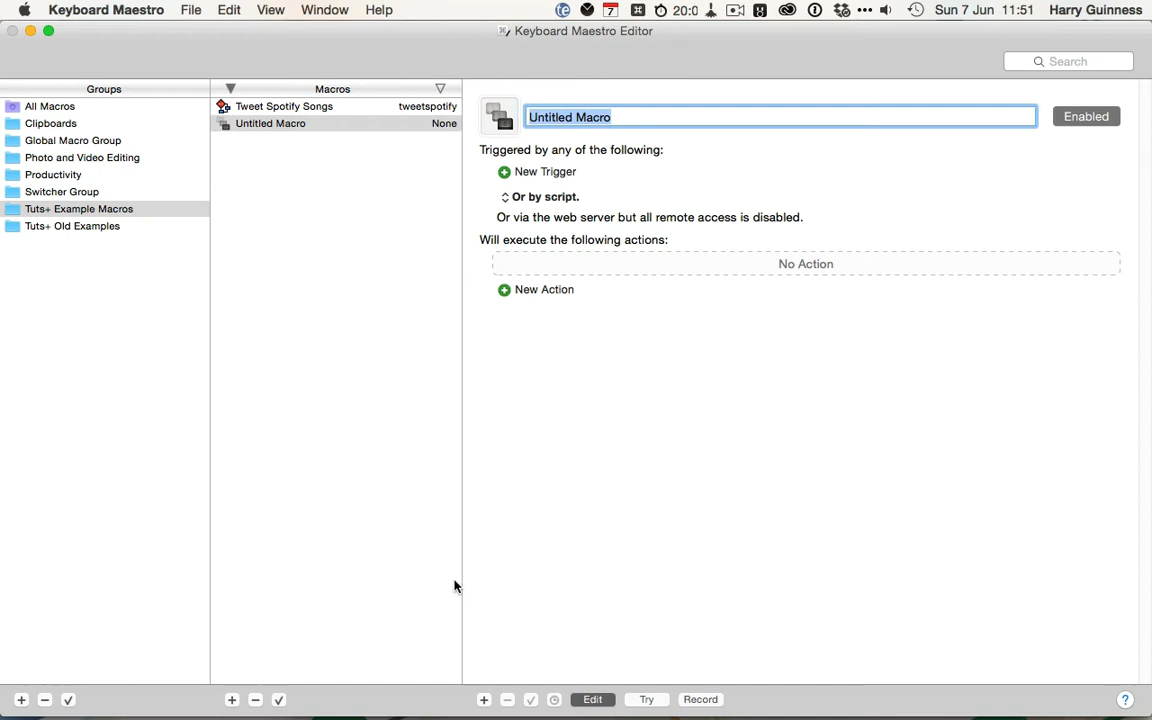 Keyboard Maestro File Edit View Window Help 7 20:0 Sun 7 Jun 11:51 Harry Guinness
Keyboard Maestro Editor
Search
Groups
All Macros
Clipboards
Global Macro Group
Photo and Video Editing
Productivity
Switcher Group
Tuts+ Example Macros
Tuts+ Old Examples
Macros
Tweet Spotify Songs tweetspotify
Untitled Macro None
Untitled Macro
Enabled
Triggered by any of the following:
New Trigger
Or by script.
Or via the web server but all remote access is disabled.
Will execute the following actions:
No Action
New Action
Edit Try Record ?